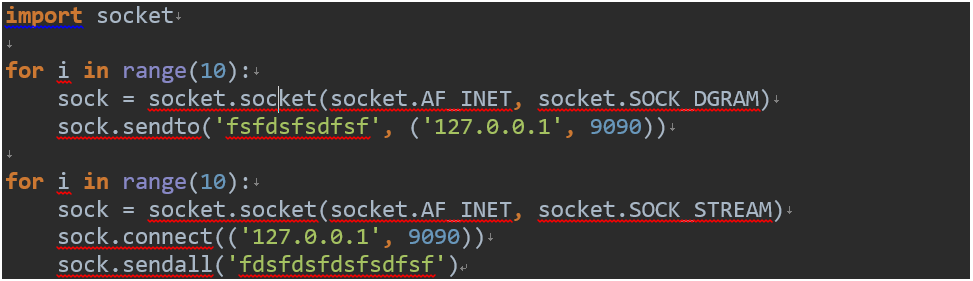 import socket
for i in range(10):
    sock = socket.socket(socket.AF_INET, socket.SOCK_DGRAM)
    sock.sendto('fsfdsfsdfsf', ('127.0.0.1', 9090))
for i in range(10):
    sock = socket.socket(socket.AF_INET, socket.SOCK_STREAM)
    sock.connect(('127.0.0.1', 9090))
    sock.sendall('fdsfdsfdsfsdfsf')